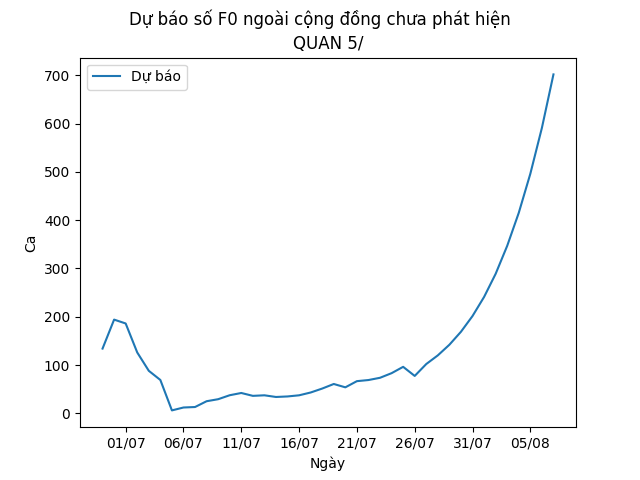 Dự báo số F0 ngoài cộng đồng chưa phát hiện
QUAN 5/
Dự báo
700
600
500
400
300
200
100
0
Ca
01/07 06/07 11/07 16/07 21/07 26/07 31/07 05/08
Ngày